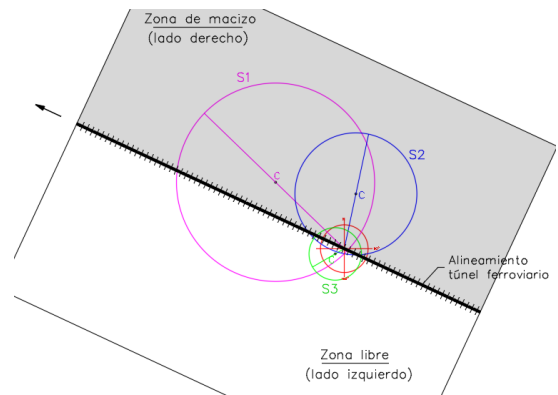 Zona de macizo
(lado derecho)
S1
S2
C
C
Alineamiento
túnel ferroviario
S3
Zona libre
(lado izquierdo)